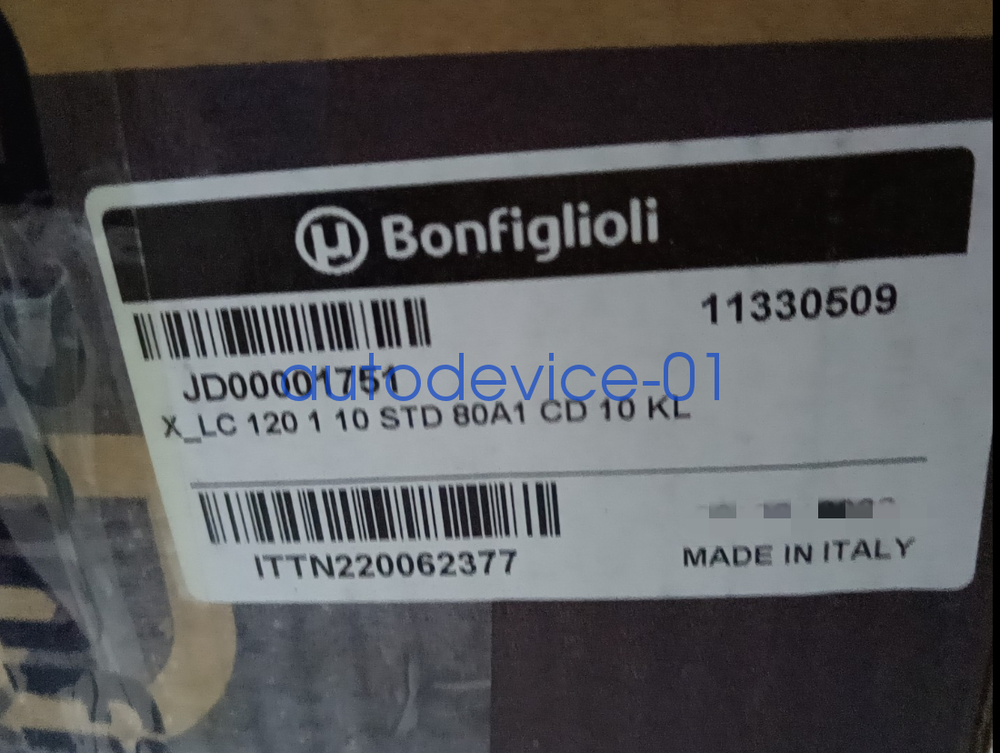 Bonfiglioli
11330509
JD00001751
autodevice-01
X_LC 120 1 10 STD 80A1 CD 10 KL
ITTN220062377
MADE IN ITALY